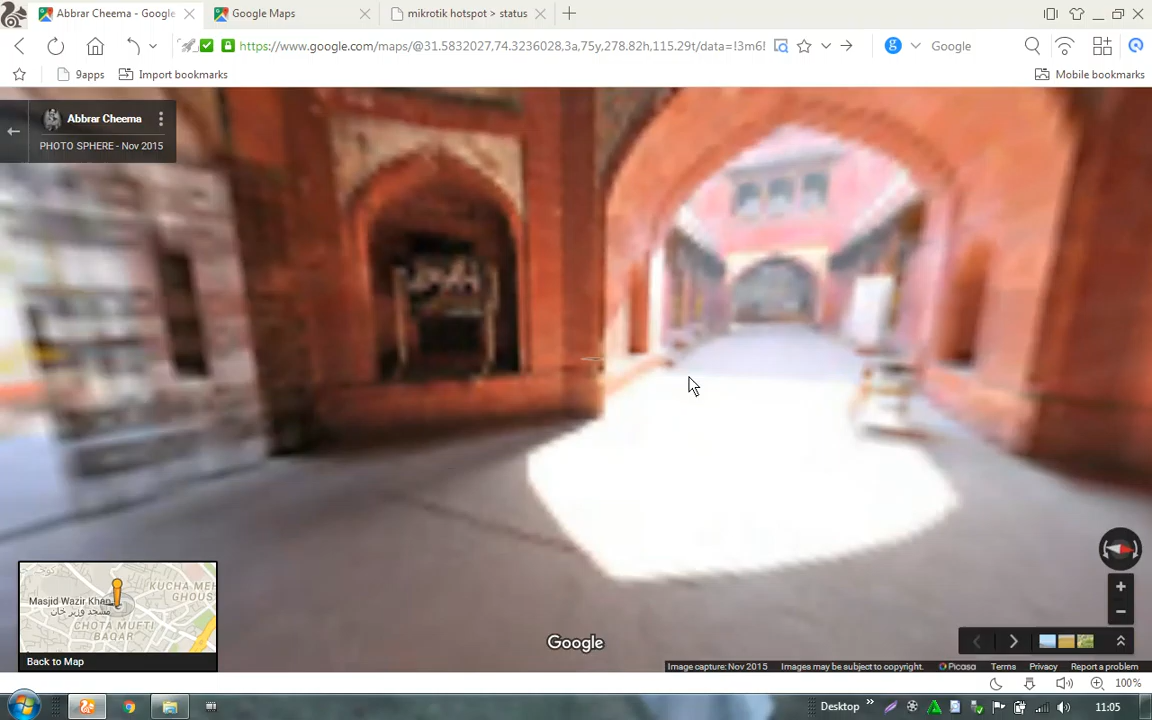 Abbrar Cheema - Google
Google Maps
mikrotik hotspot > status
https://www.google.com/maps/@31.5832027,74.3236028,3a,75y,278.82h,115.29t/data=!3m6!
Google
9apps
Import bookmarks
Mobile bookmarks
Abbrar Cheema
PHOTO SPHERE - Nov 2015
Masjid Wazir Khan
مسجد وزیر خان
KUCHA MEH
GHOUS
CHOTA MUFTI
BAQAR
Back to Map
Google
Image capture: Nov 2015 Images may be subject to copyright. Picasa Terms Privacy Report a problem
100%
Desktop
11:05